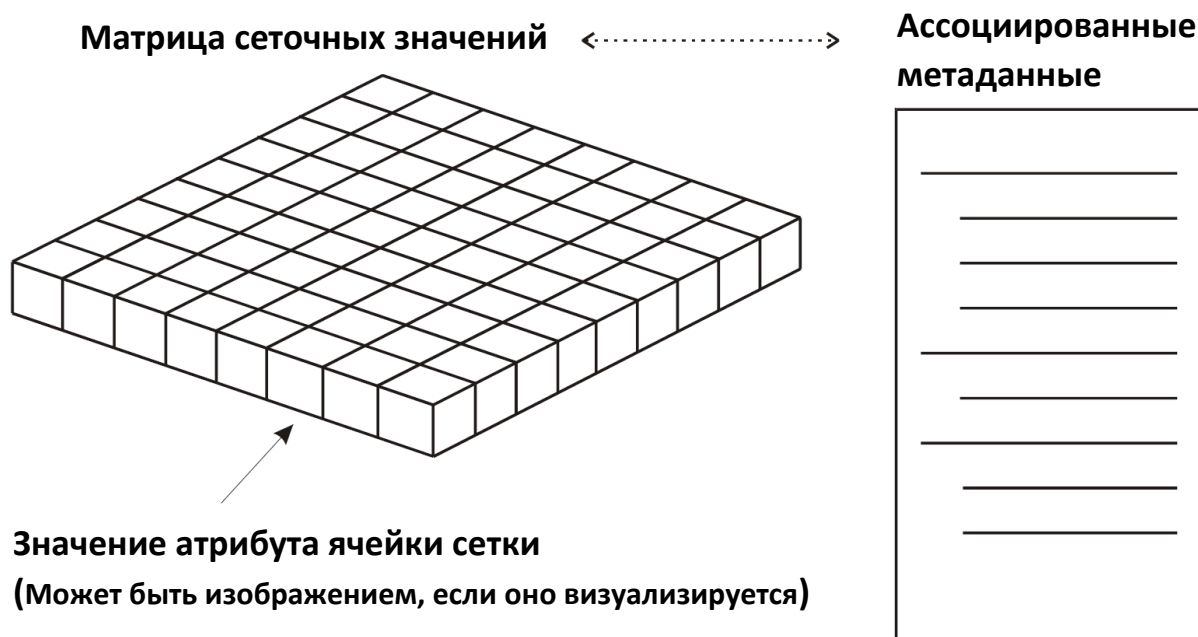 Матрица сеточных значений
Ассоциированные
метаданные
Значение атрибута ячейки сетки
(Может быть изображением, если оно визуализируется)